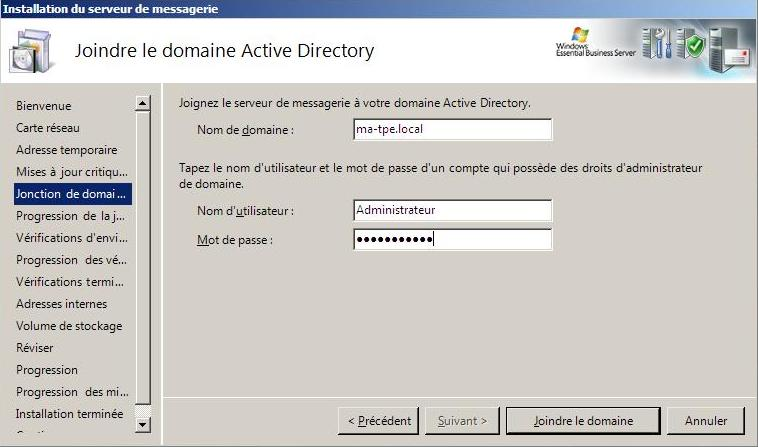 Installation du serveur de messagerie
Joindre le domaine Active Directory
Windows
Essential Business Server
Bienvenue
Carte réseau
Adresse temporaire
Mises à jour critiqu...
Jonction de domai...
Progression de la j...
Vérifications d'envi...
Progression des vé...
Vérifications termi...
Adresses internes
Volume de stockage
Réviser
Progression
Progression des mi...
Installation terminée
Joignez le serveur de messagerie à votre domaine Active Directory.
Nom de domaine : ma-tpe.local
Tapez le nom d'utilisateur et le mot de passe d'un compte qui possède des droits d'administrateur
de domaine.
Nom d'utilisateur : Administrateur
Mot de passe : ●●●●●●●●●●●
< Précédent Suivant > Joindre le domaine Annuler